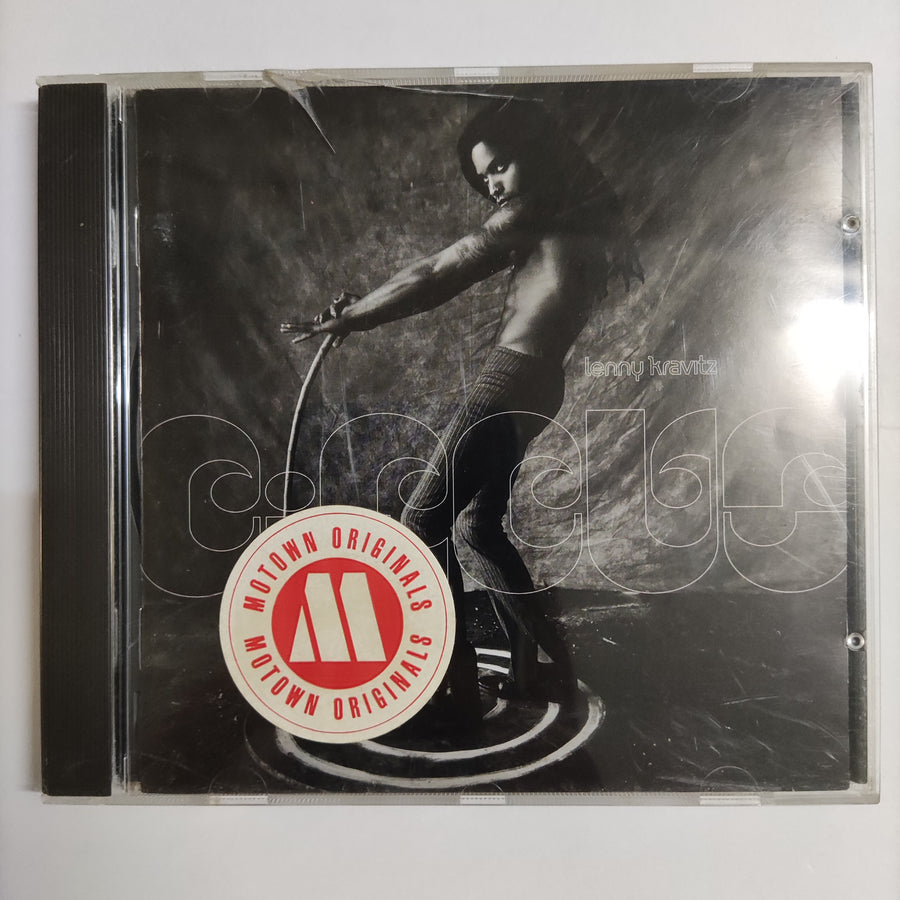 lenny kravitz
circus
MOTOWN ORIGINALS
M
MOTOWN ORIGINALS